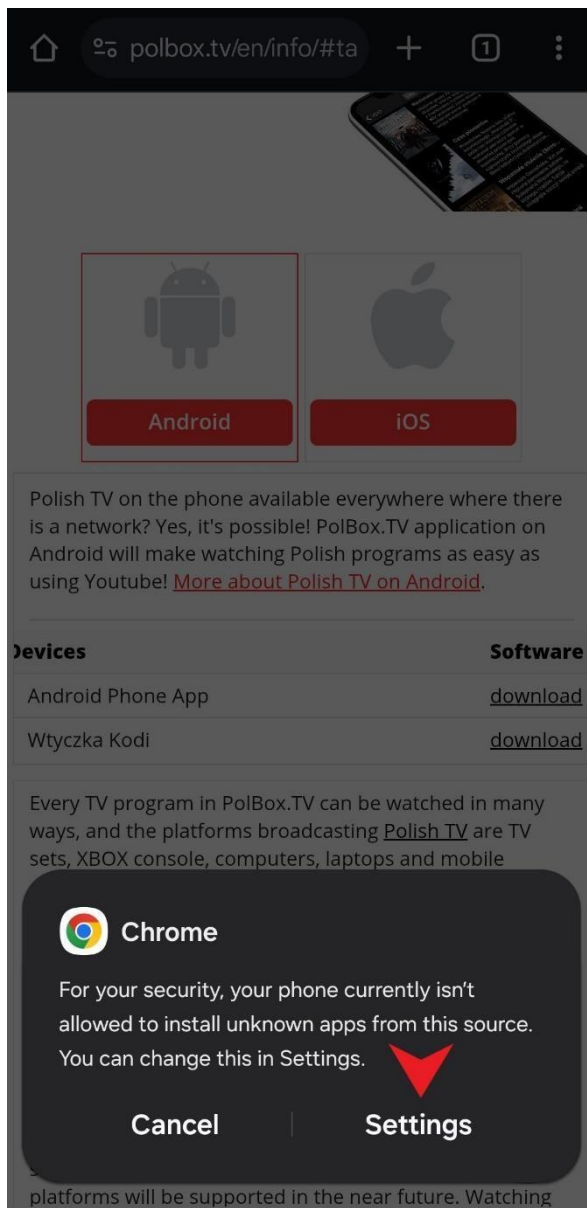 polbox.tv/en/info/#ta
1
Android
iOS
Polish TV on the phone available everywhere where there
is a network? Yes, it's possible! PolBox.TV application on
Android will make watching Polish programs as easy as
using Youtube! More about Polish TV on Android.
Devices Software
Android Phone App download
Wtyczka Kodi download
Every TV program in PolBox.TV can be watched in many
ways, and the platforms broadcasting Polish TV are TV
sets, XBOX console, computers, laptops and mobile
Chrome
For your security, your phone currently isn't
allowed to install unknown apps from this source.
You can change this in Settings.
Cancel Settings
platforms will be supported in the near future. Watching